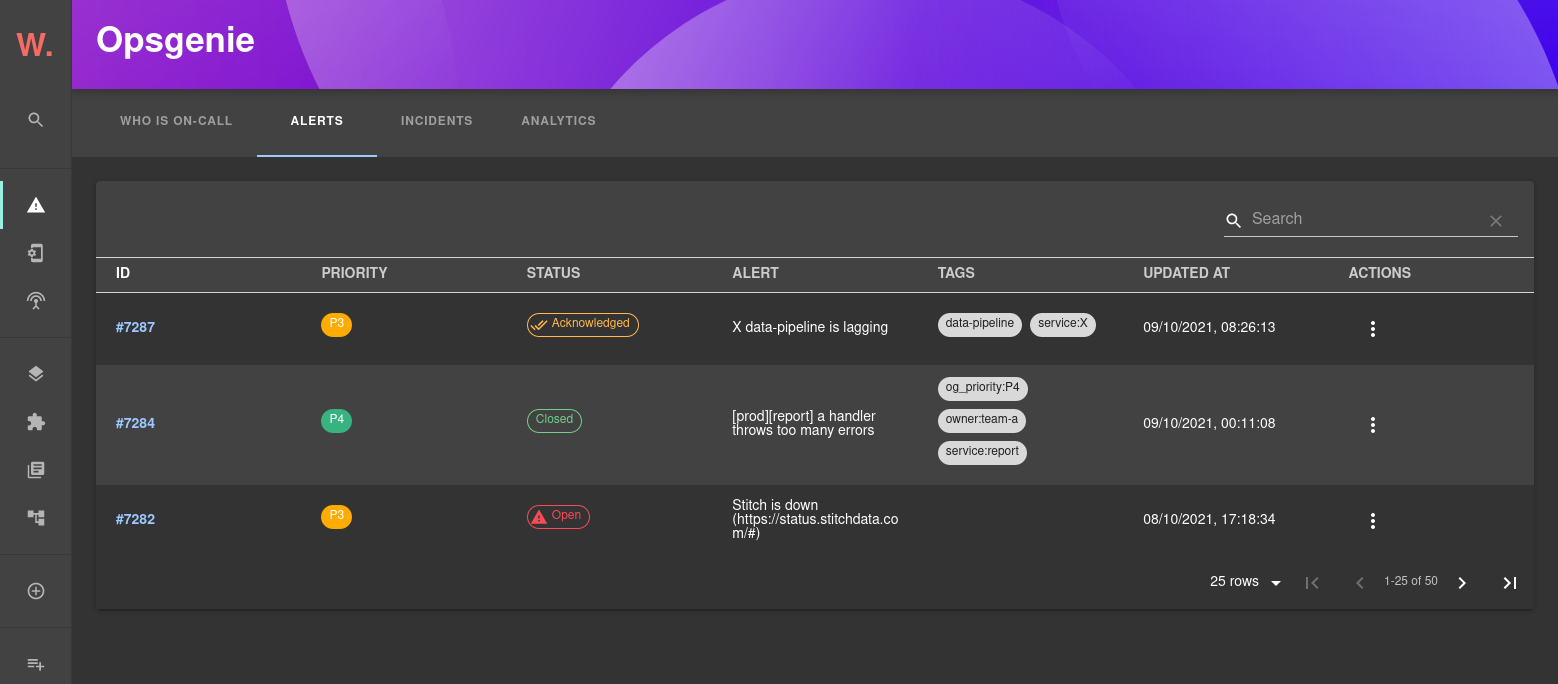 W.
Opsgenie
WHO IS ON-CALL ALERTS INCIDENTS ANALYTICS
Search
ID PRIORITY STATUS ALERT TAGS UPDATED AT ACTIONS
#7287 P3 Acknowledged X data-pipeline is lagging data-pipeline service:X 09/10/2021, 08:26:13
og_priority:P4
#7284 P4 Closed [prod][report] a handler
throws too many errors owner:team-a 09/10/2021, 00:11:08
service:report
#7282 P3 Open Stitch is down
(https://status.stitchdata.co
m/#) 08/10/2021, 17:18:34
25 rows 1-25 of 50